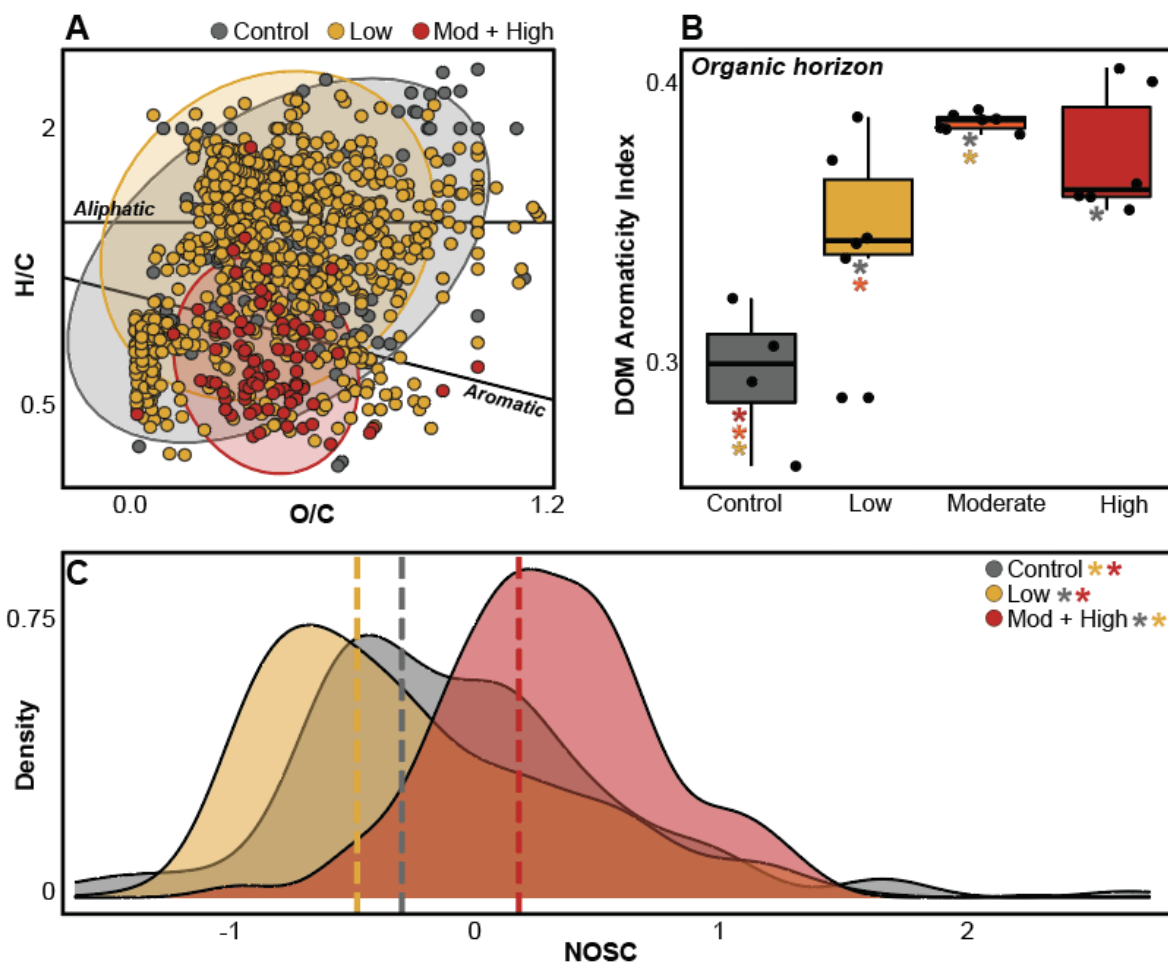 A
Control Low Mod + High
2
0.5
H/C
Aliphatic
Aromatic
0.0 1.2
O/C
B
Organic horizon
0.4
0.3
DOM Aromaticity Index
* *
* *
*
* * *
Control Low Moderate High
C
Control **
Low **
Mod + High **
0.75
0
Density
-1 0 1 2
NOSC